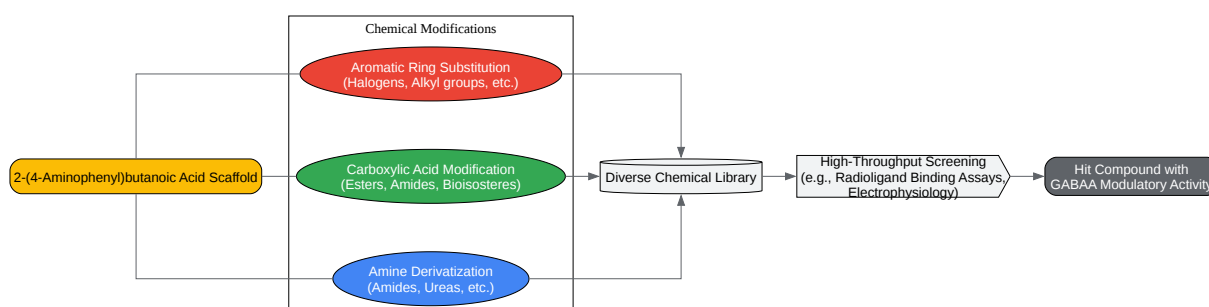 Chemical Modifications
Aromatic Ring Substitution
(Halogens, Alkyl groups, etc.)
2-(4-Aminophenyl)butanoic Acid Scaffold
Carboxylic Acid Modification
(Esters, Amides, Bioisosteres)
Amine Derivatization
(Amides, Ureas, etc.)
Diverse Chemical Library
High-Throughput Screening
(e.g., Radioligand Binding Assays,
Electrophysiology)
Hit Compound with
GABAA Modulatory Activity